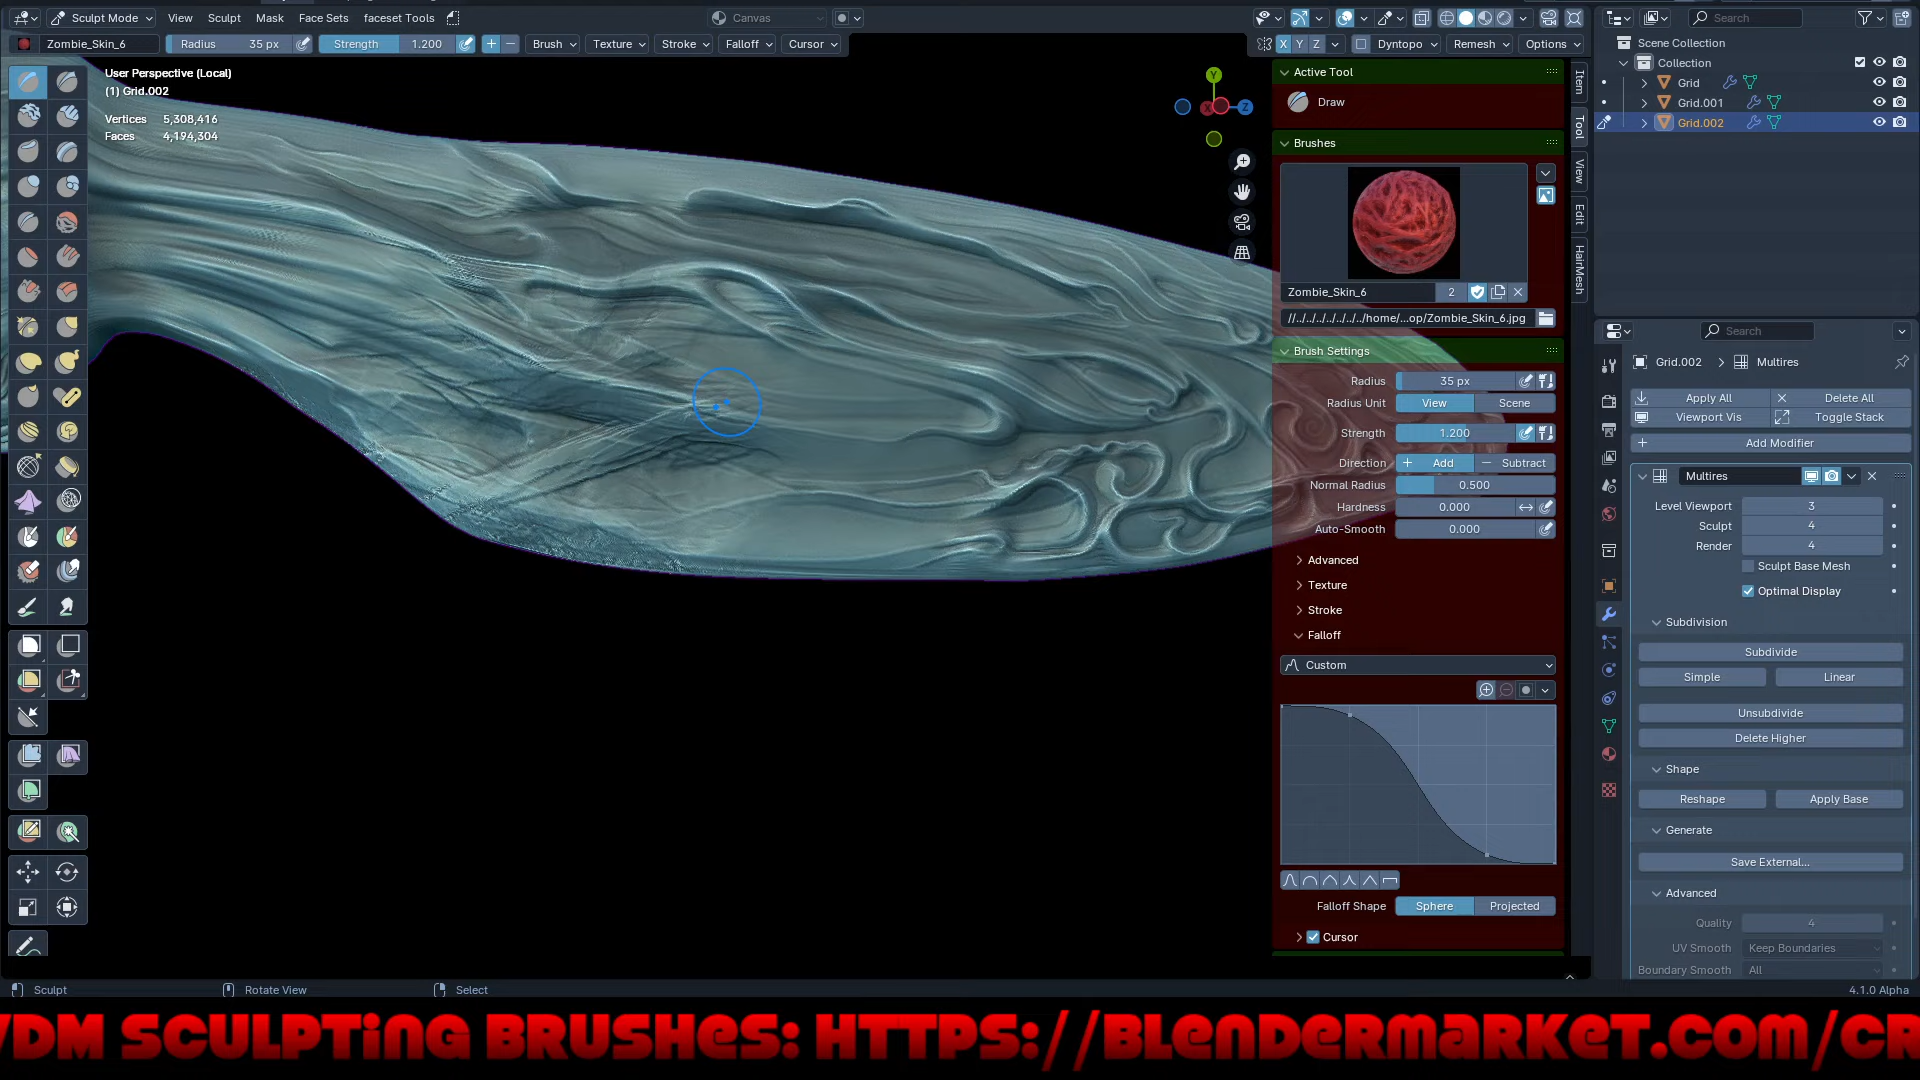 Sculpt Mode View Sculpt Mask Face Sets faceset Tools Canvas
Zombie_Skin_6 Radius 35 px Strength 1.200 Brush Texture Stroke Falloff Cursor X Y Z Dyntopo Remesh Options
User Perspective (Local)
(1) Grid.002
Vertices 5,308,416
Faces 4,194,304
Y
X
Z
Active Tool
Draw
Brushes
Zombie_Skin_6 2
//../../../../../../../home/...op/Zombie_Skin_6.jpg
Brush Settings
Radius 35 px
Radius Unit View Scene
Strength 1.200
Direction Add Subtract
Normal Radius 0.500
Hardness 0.000
Auto-Smooth 0.000
Advanced
Texture
Stroke
Falloff
Custom
Falloff Shape Sphere Projected
Cursor
Item
Tool
View
Edit
HairMesh
Search
Scene Collection
Collection
Grid
Grid.001
Grid.002
Search
Grid.002 Multires
Apply All Delete All
Viewport Vis Toggle Stack
Add Modifier
Multires
Level Viewport 3
Sculpt 4
Render 4
Sculpt Base Mesh
Optimal Display
Subdivision
Subdivide
Simple Linear
Unsubdivide
Delete Higher
Shape
Reshape Apply Base
Generate
Save External...
Advanced
Quality 4
UV Smooth Keep Boundaries
Boundary Smooth All
Sculpt Rotate View Select 4.1.0 Alpha
VDM Sculpting Brushes: https://blendermarket.com/cr